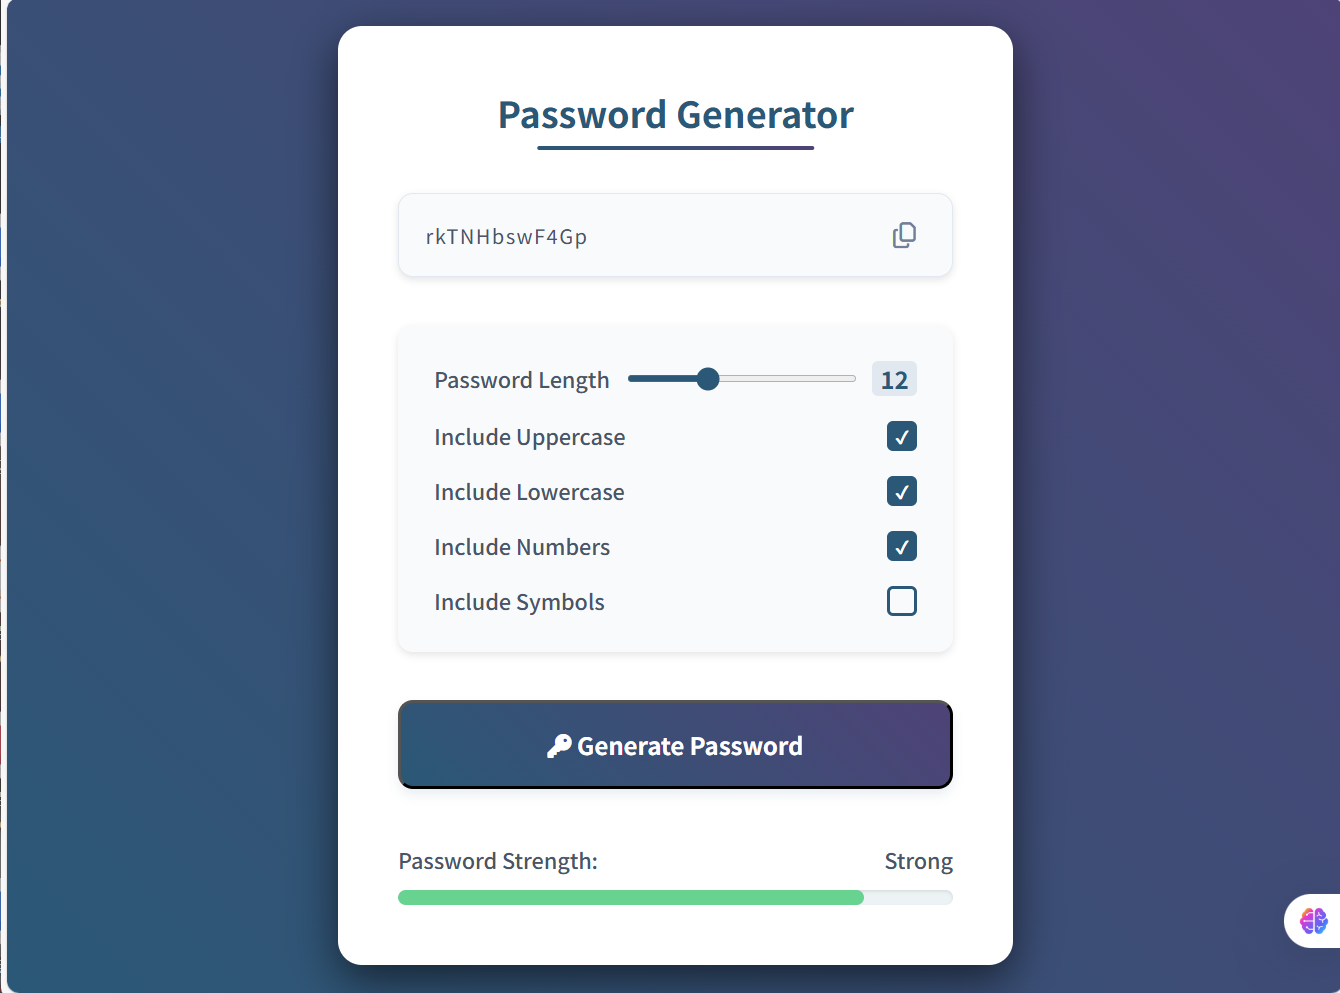 Password Generator
rkTNHbswF4Gp
Password Length 12
Include Uppercase
Include Lowercase
Include Numbers
Include Symbols
Generate Password
Password Strength: Strong